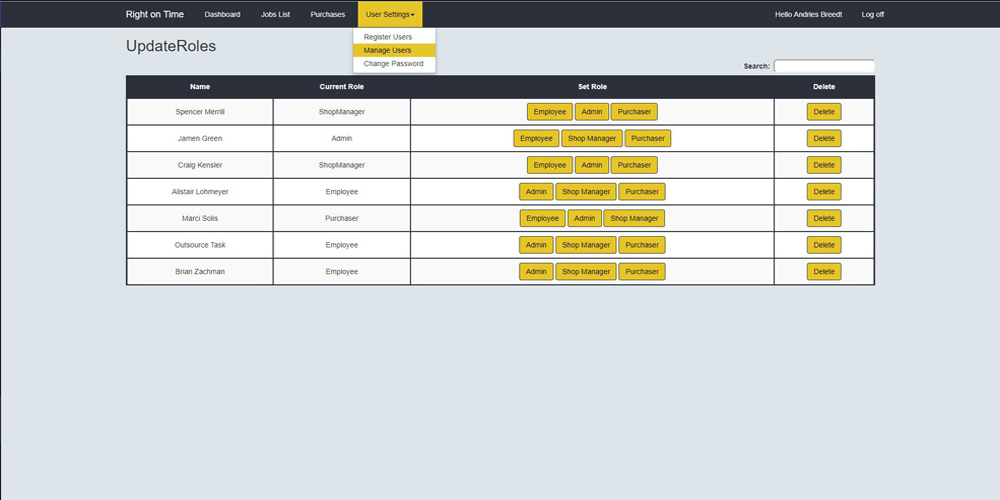 Right on Time Dashboard Jobs List Purchases User Settings Hello Andries Breedt Log off
Register Users
Manage Users
Change Password
UpdateRoles
Search:
Name Current Role Set Role Delete
Spencer Merrill ShopManager Employee Admin Purchaser Delete
Jamen Green Admin Employee Shop Manager Purchaser Delete
Craig Kensler ShopManager Employee Admin Purchaser Delete
Alistair Lohmeyer Employee Admin Shop Manager Purchaser Delete
Marci Solis Purchaser Employee Admin Shop Manager Delete
Outsource Task Employee Admin Shop Manager Purchaser Delete
Brian Zachman Employee Admin Shop Manager Purchaser Delete